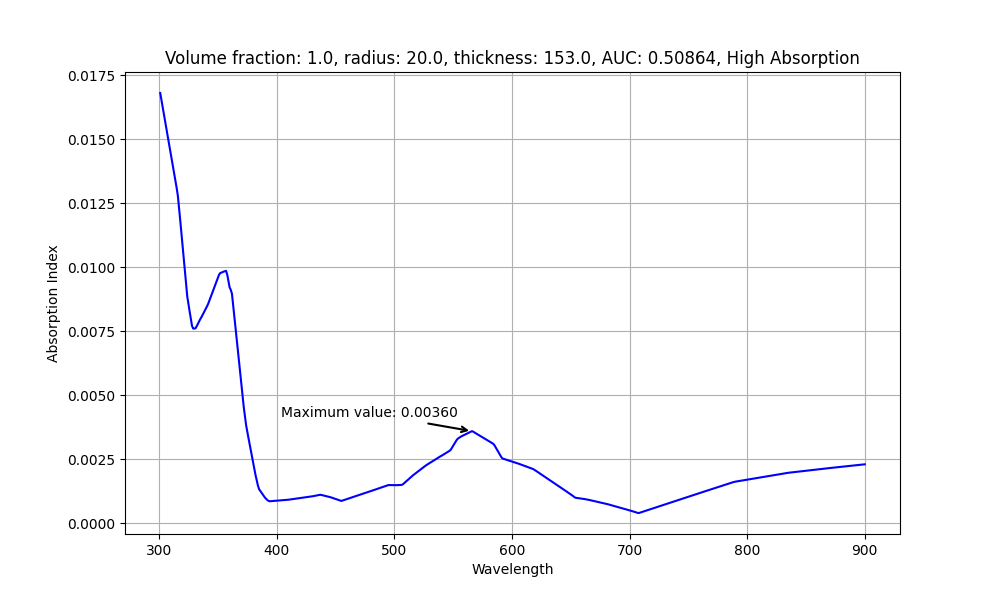 Volume fraction: 1.0, radius: 20.0, thickness: 153.0, AUC: 0.50864, High Absorption
0.0175
0.0150
0.0125
0.0100
0.0075
0.0050
0.0025
0.0000
Absorption Index
Maximum value: 0.00360
300 400 500 600 700 800 900
Wavelength